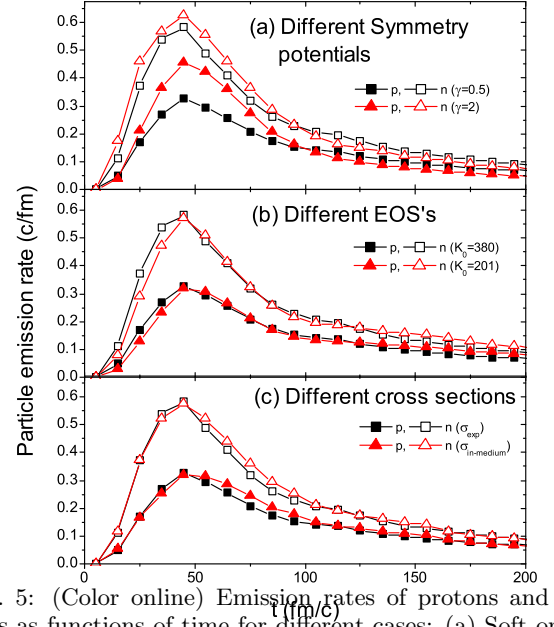 (a) Different Symmetry
potentials
p, n (γ=0.5)
p, n (γ=2)
0.6
0.5
0.4
0.3
0.2
0.1
0.0
(b) Different EOS's
p, n (K0=380)
p, n (K0=201)
0.6
0.5
0.4
0.3
0.2
0.1
0.0
Particle emission rate (c/fm)
(c) Different cross sections
p, n (σexp)
p, n (σin-medium)
0.6
0.5
0.4
0.3
0.2
0.1
0.0
0 50 100 150 200
t (fm/c)
. 5: (Color online) Emission rates of protons and
s as functions of time for different cases: (a) Soft